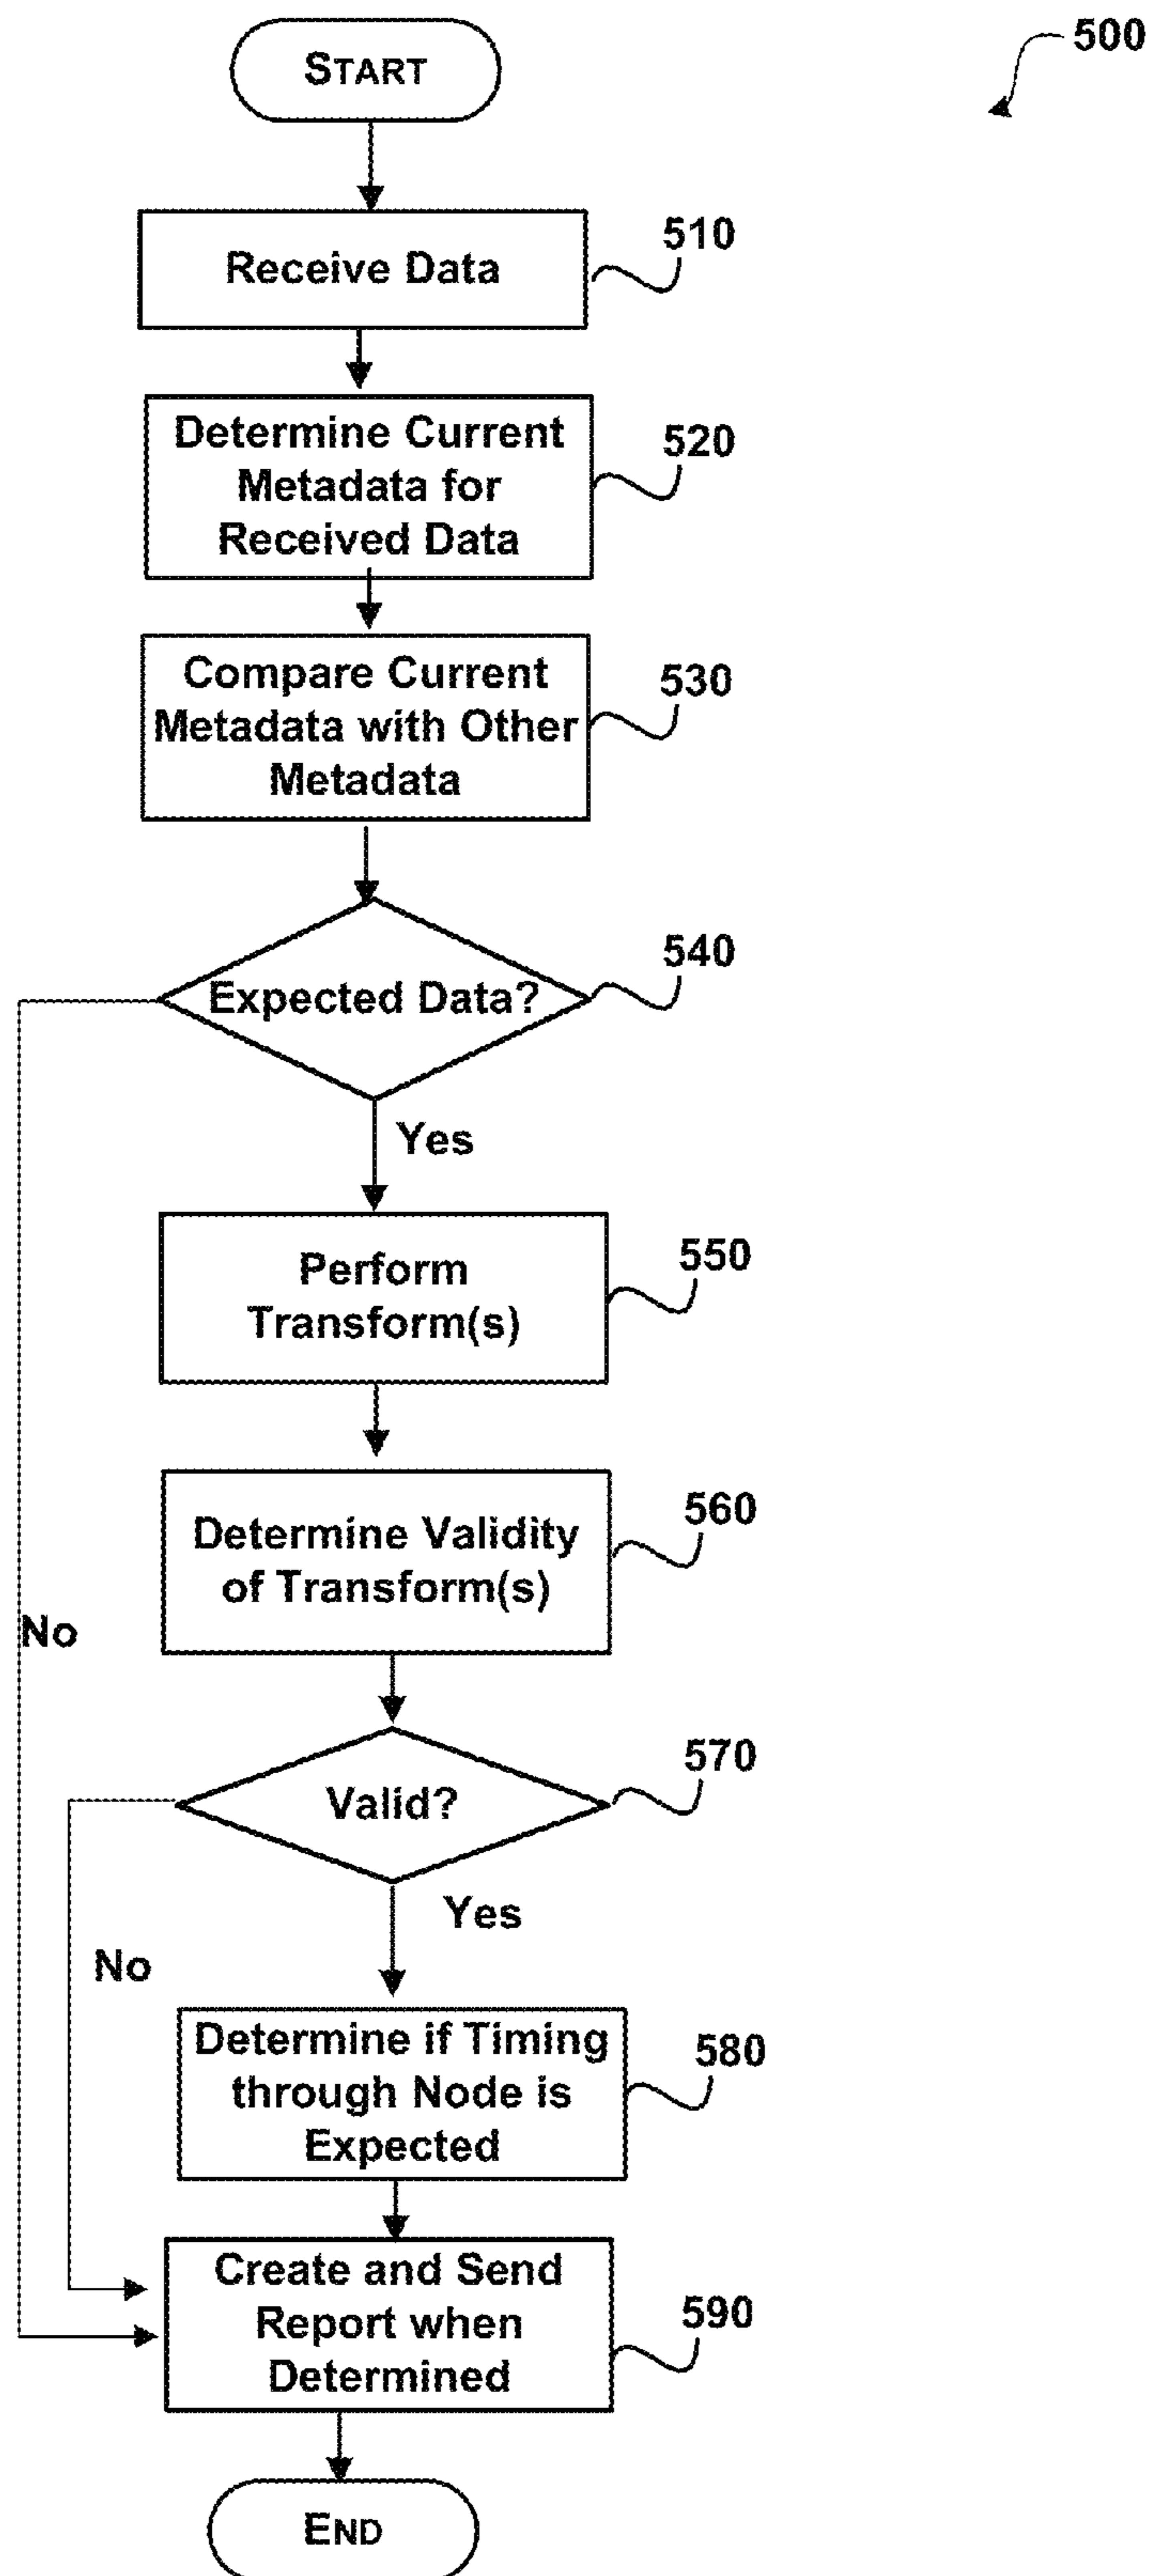 START
500
Receive Data
510
Determine Current
Metadata for
Received Data
520
Compare Current
Metadata with Other
Metadata
530
Expected Data?
540
Yes
Perform
Transform(s)
550
Determine Validity
of Transform(s)
560
No
Valid?
570
Yes
No
Determine if Timing
through Node is
Expected
580
Create and Send
Report when
Determined
590
END